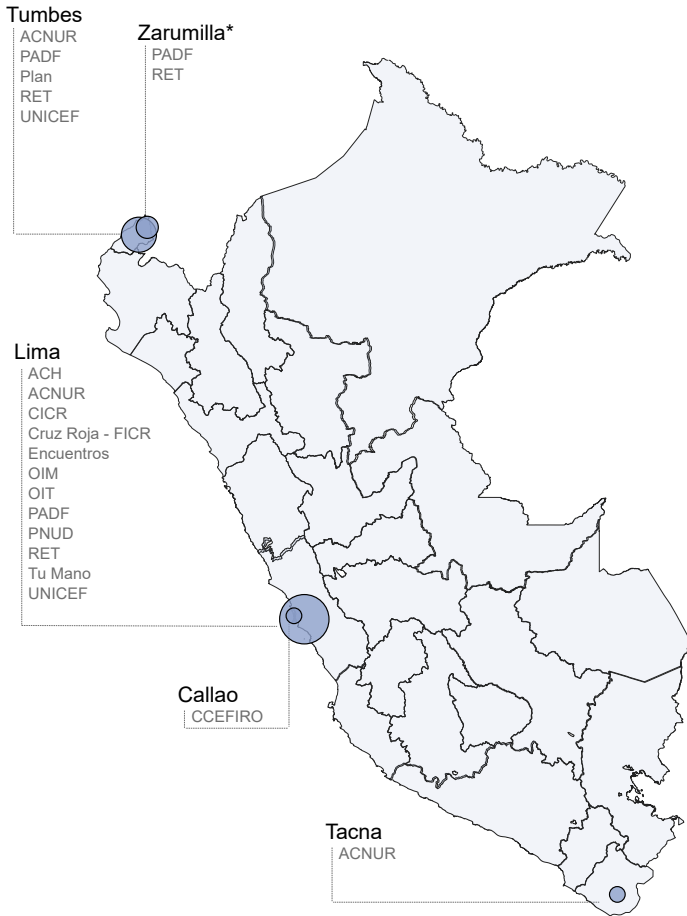 Tumbes
ACNUR
PADF
Plan
RET
UNICEF
Zarumilla*
PADF
RET
Lima
ACH
ACNUR
CICR
Cruz Roja - FICR
Encuentros
OIM
OIT
PADF
PNUD
RET
Tu Mano
UNICEF
Callao
CCEFIRO
Tacna
ACNUR